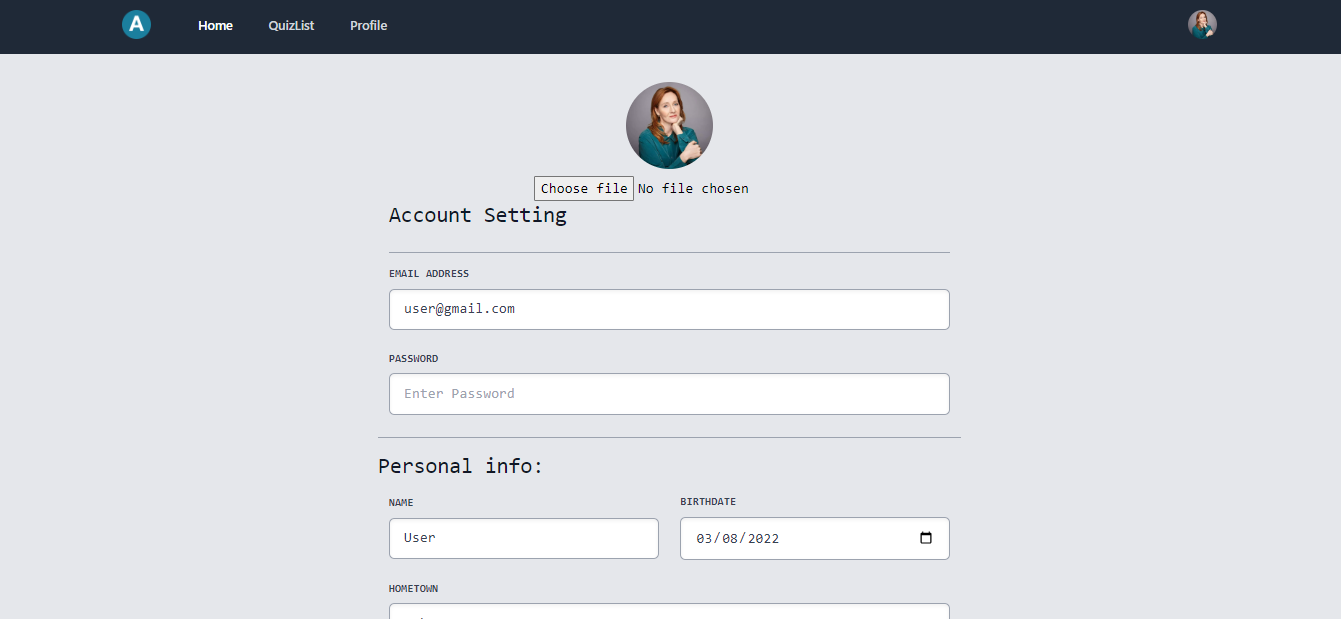 A Home QuizList Profile
Choose file No file chosen
Account Setting
EMAIL ADDRESS
user@gmail.com
PASSWORD
Enter Password
Personal info:
NAME BIRTHDATE
User 03/08/2022
HOMETOWN